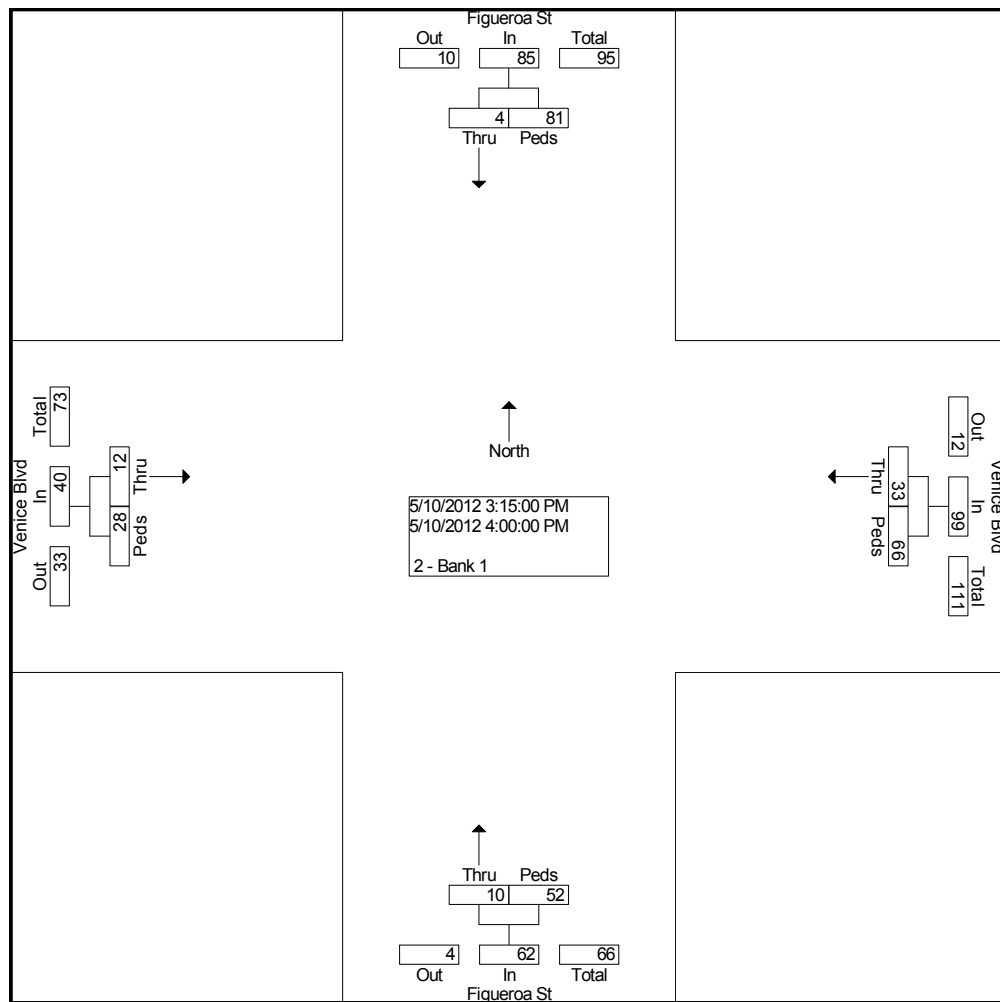 Figueroa St
Out In Total
10 85 95
4 81
Thru Peds
Venice Blvd
Total In Out
73 40 33
12 28
Thru Peds
North
5/10/2012 3:15:00 PM
5/10/2012 4:00:00 PM
2 - Bank 1
Venice Blvd
Out In Total
12 99 111
33 66
Thru Peds
Thru Peds
10 52
4 62 66
Out In Total
Figueroa St